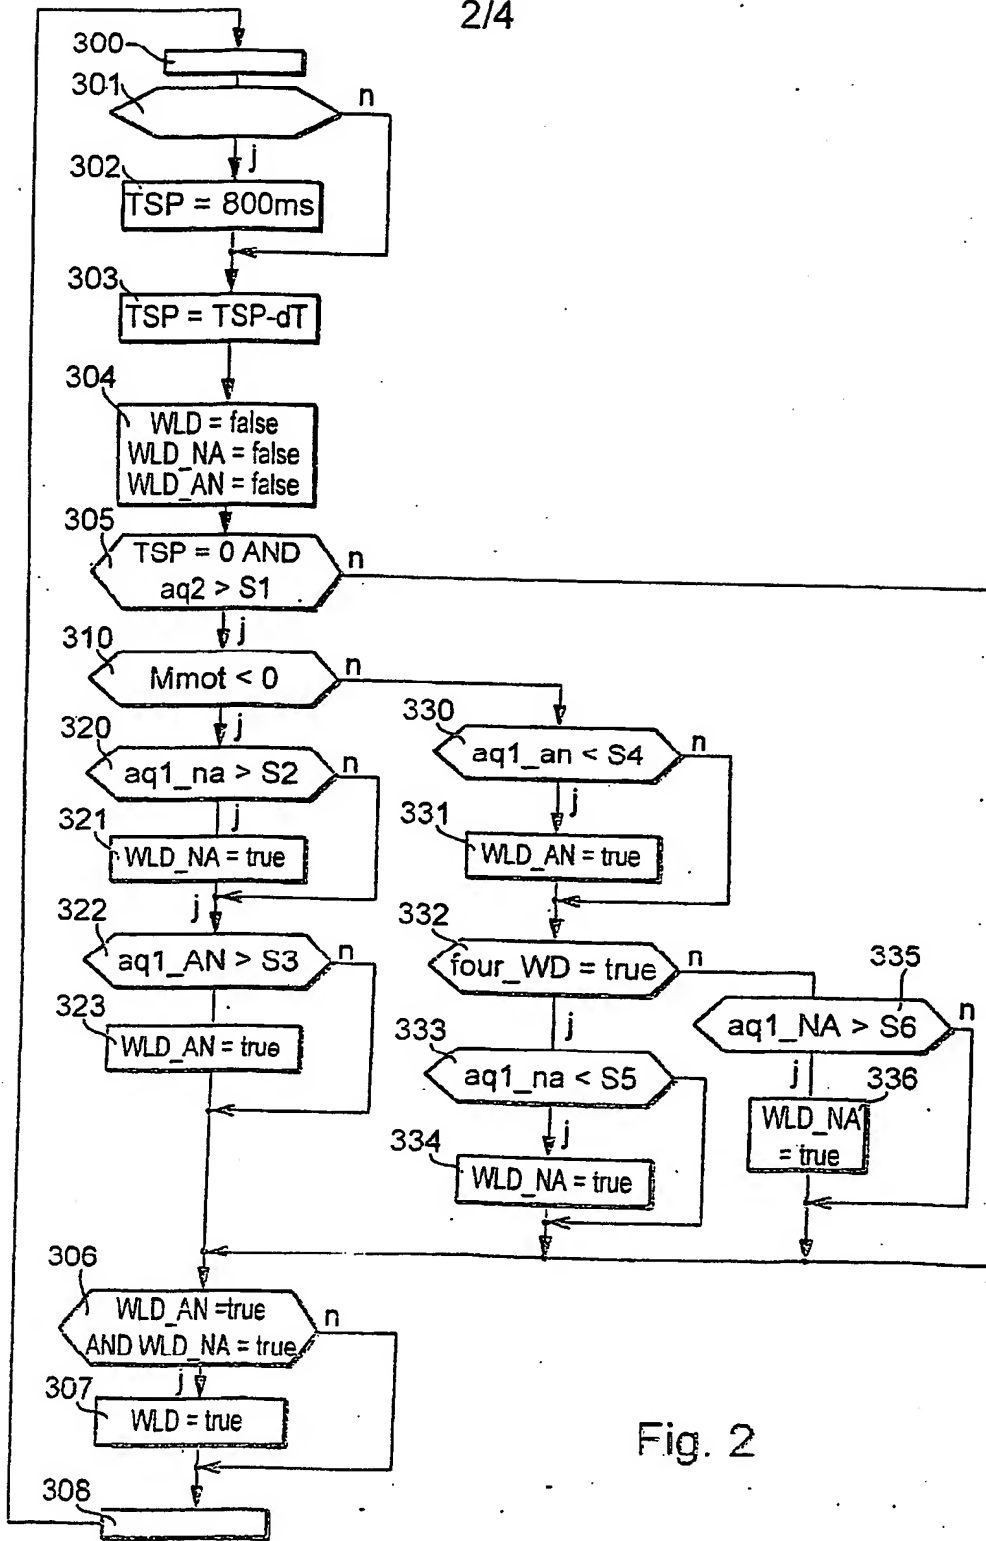 2/4
300
301
n
j
302
TSP = 800ms
303
TSP = TSP-dT
304
WLD = false
WLD_NA = false
WLD_AN = false
305
TSP = 0 AND
aq2 > S1
n
j
310
Mmot < 0
n
j
320
aq1_na > S2
n
j
321
WLD_NA = true
j
322
aq1_AN > S3
n
323
WLD_AN = true
330
aq1_an < S4
n
j
331
WLD_AN = true
332
four_WD = true
n
j
333
aq1_na < S5
n
j
334
WLD_NA = true
335
aq1_NA > S6
n
j
336
WLD_NA
= true
306
WLD_AN =true
AND WLD_NA = true
n
j
307
WLD = true
308
Fig. 2